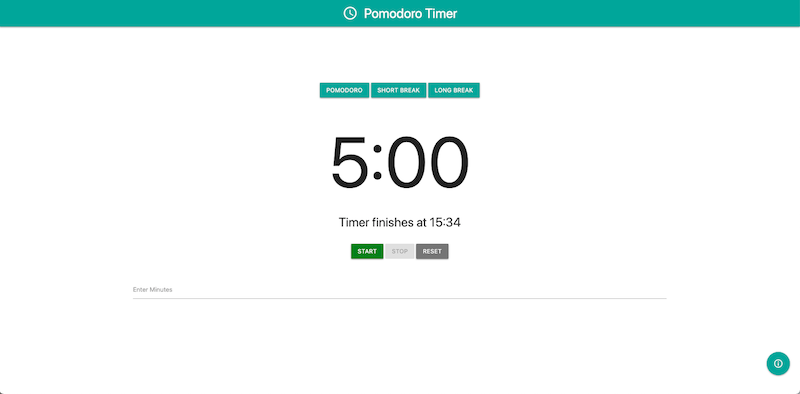 Pomodoro Timer
POMODORO SHORT BREAK LONG BREAK
5:00
Timer finishes at 15:34
START STOP RESET
Enter Minutes